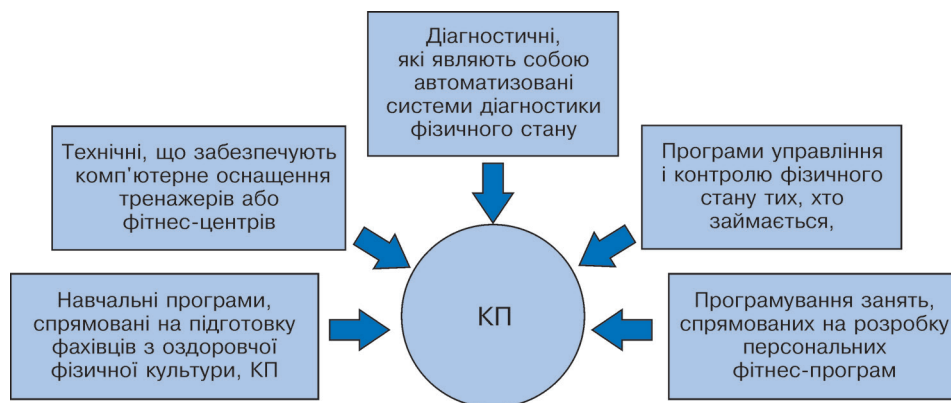 Діагностичні,
які являють собою
автоматизовані
системи діагностики
фізичного стану
Технічні, що забезпечують
комп'ютерне оснащення
тренажерів або
фітнес-центрів
Програми управління
і контролю фізичного
стану тих, хто
займається,
Навчальні програми,
спрямовані на підготовку
фахівців з оздоровчої
фізичної культури, КП
КП
Програмування занять,
спрямованих на розробку
персональних
фітнес-програм